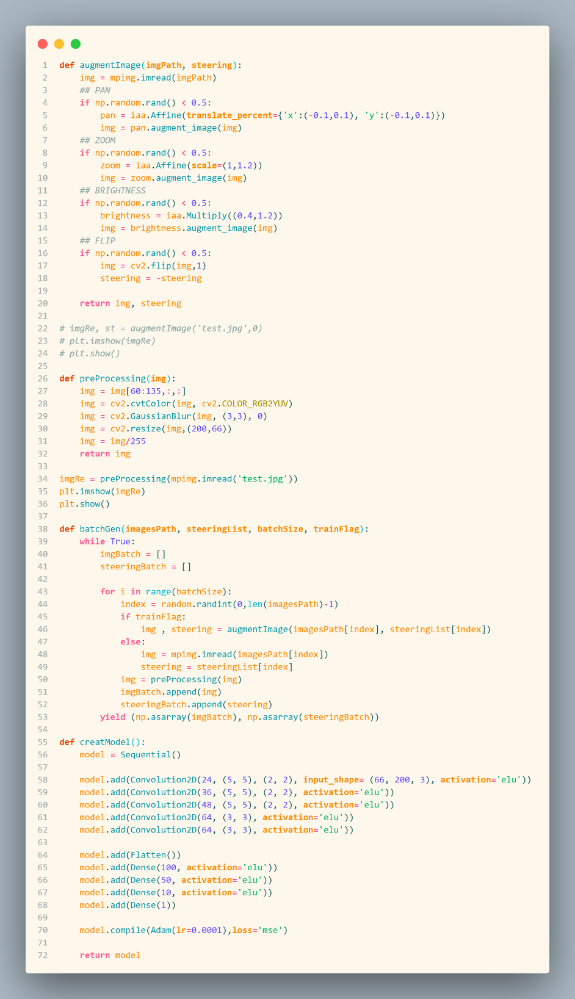 1 def augmentImage(imgPath, steering):
2     img = mpimg.imread(imgPath)
3     ## PAN
4     if np.random.rand() < 0.5:
5         pan = iaa.Affine(translate_percent={'x':(-0.1,0.1), 'y':(-0.1,0.1)})
6         img = pan.augment_image(img)
7     ## ZOOM
8     if np.random.rand() < 0.5:
9         zoom = iaa.Affine(scale=(1,1.2))
10         img = zoom.augment_image(img)
11     ## BRIGHTNESS
12     if np.random.rand() < 0.5:
13         brightness = iaa.Multiply((0.4,1.2))
14         img = brightness.augment_image(img)
15     ## FLIP
16     if np.random.rand() < 0.5:
17         img = cv2.flip(img,1)
18         steering = -steering
19
20     return img, steering
21
22 # imgRe, st = augmentImage('test.jpg',0)
23 # plt.imshow(imgRe)
24 # plt.show()
25
26 def preProcessing(img):
27     img = img[60:135,:,:]
28     img = cv2.cvtColor(img, cv2.COLOR_RGB2YUV)
29     img = cv2.GaussianBlur(img, (3,3), 0)
30     img = cv2.resize(img,(200,66))
31     img = img/255
32     return img
33
34 imgRe = preProcessing(mpimg.imread('test.jpg'))
35 plt.imshow(imgRe)
36 plt.show()
37
38 def batchGen(imagesPath, steeringList, batchSize, trainFlag):
39     while True:
40         imgBatch = []
41         steeringBatch = []
42
43         for i in range(batchSize):
44             index = random.randint(0,len(imagesPath)-1)
45             if trainFlag:
46                 img , steering = augmentImage(imagesPath[index], steeringList[index])
47             else:
48                 img = mpimg.imread(imagesPath[index])
49                 steering = steeringList[index]
50             img = preProcessing(img)
51             imgBatch.append(img)
52             steeringBatch.append(steering)
53         yield (np.asarray(imgBatch), np.asarray(steeringBatch))
54
55 def creatModel():
56     model = Sequential()
57
58     model.add(Convolution2D(24, (5, 5), (2, 2), input_shape= (66, 200, 3), activation='elu'))
59     model.add(Convolution2D(36, (5, 5), (2, 2), activation='elu'))
60     model.add(Convolution2D(48, (5, 5), (2, 2), activation='elu'))
61     model.add(Convolution2D(64, (3, 3), activation='elu'))
62     model.add(Convolution2D(64, (3, 3), activation='elu'))
63
64     model.add(Flatten())
65     model.add(Dense(100, activation='elu'))
66     model.add(Dense(50, activation='elu'))
67     model.add(Dense(10, activation='elu'))
68     model.add(Dense(1))
69
70     model.compile(Adam(lr=0.0001),loss='mse')
71
72     return model